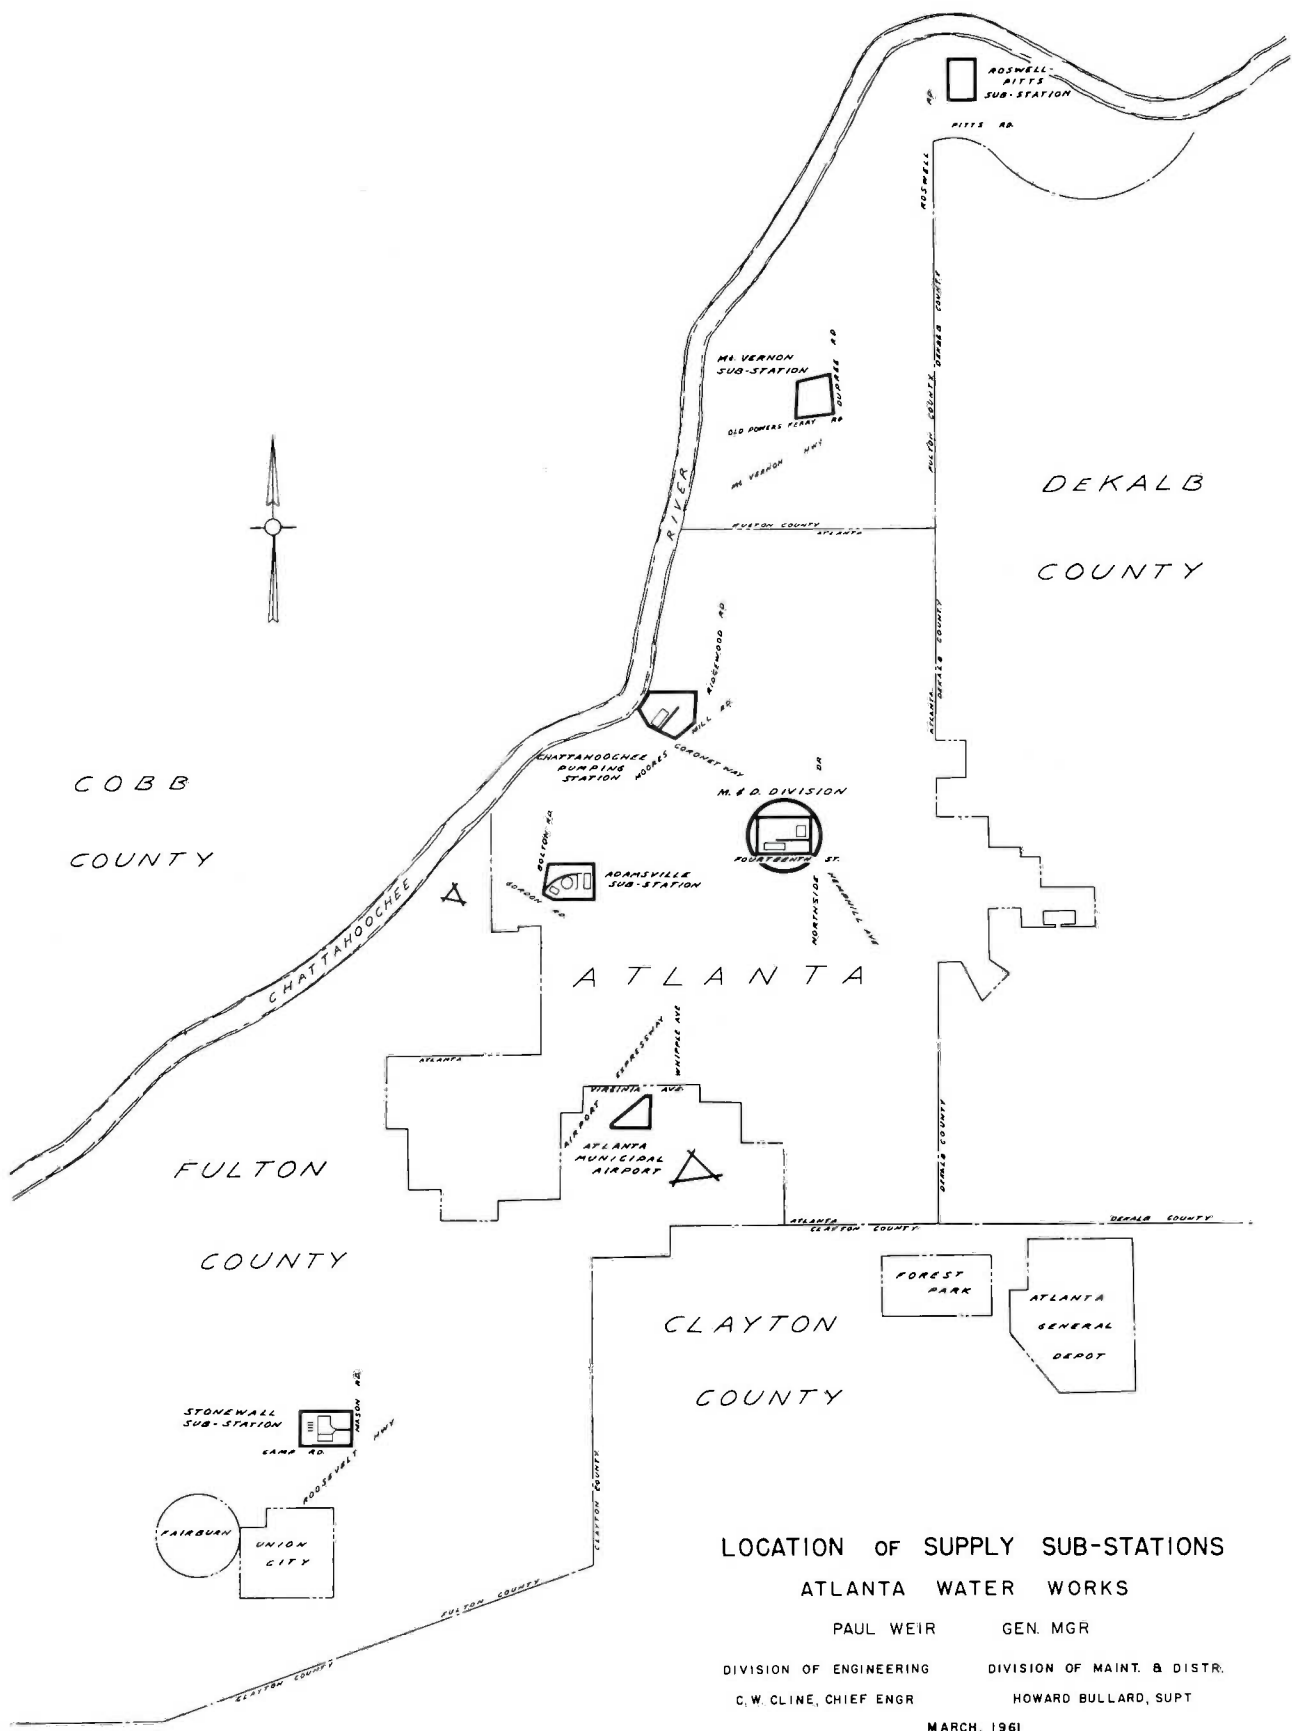 ROSWELL-
PITTS
SUB-STATION
RD.
PITTS RD.
ROSWELL
FULTON COUNTY DEKALB COUNTY
Mt. VERNON
SUB-STATION
DUPREE RD
OLD POWERS FERRY RD
Mt VERNON HWY
DEKALB
COUNTY
RIVER
FULTON COUNTY
ATLANTA
ATLANTA DEKALB COUNTY
DEKALB COUNTY
RIDGEWOOD RD.
MOORES MILL RD.
CORONET WAY
CHATTAHOOCHEE
PUMPING
STATION
COBB
COUNTY
DR
M. & D. DIVISION
FOURTEENTH ST.
NORTHSIDE
HEMPHILL AVE
BOLTON RD.
ADAMSVILLE
SUB-STATION
GORDON RD.
CHATTAHOOCHEE
ATLANTA
ATLANTA
EXPRESSWAY
WHIPPLE AVE
VIRGINIA AVE.
AIRPORT
ATLANTA
MUNICIPAL
AIRPORT
DEKALB COUNTY
FULTON
COUNTY
ATLANTA
CLAYTON COUNTY
DEKALB COUNTY
FOREST
PARK
ATLANTA
GENERAL
DEPOT
CLAYTON
COUNTY
STONEWALL
SUB-STATION
MASON RD.
CAMP RD.
ROOSEVELT HWY
CLAYTON COUNTY
FAIRBURN
UNION
CITY
FULTON COUNTY
CLAYTON COUNTY
LOCATION OF SUPPLY SUB-STATIONS
ATLANTA WATER WORKS
PAUL WEIR GEN. MGR
DIVISION OF ENGINEERING DIVISION OF MAINT. & DISTR.
C. W. CLINE, CHIEF ENGR HOWARD BULLARD, SUPT
MARCH, 1961